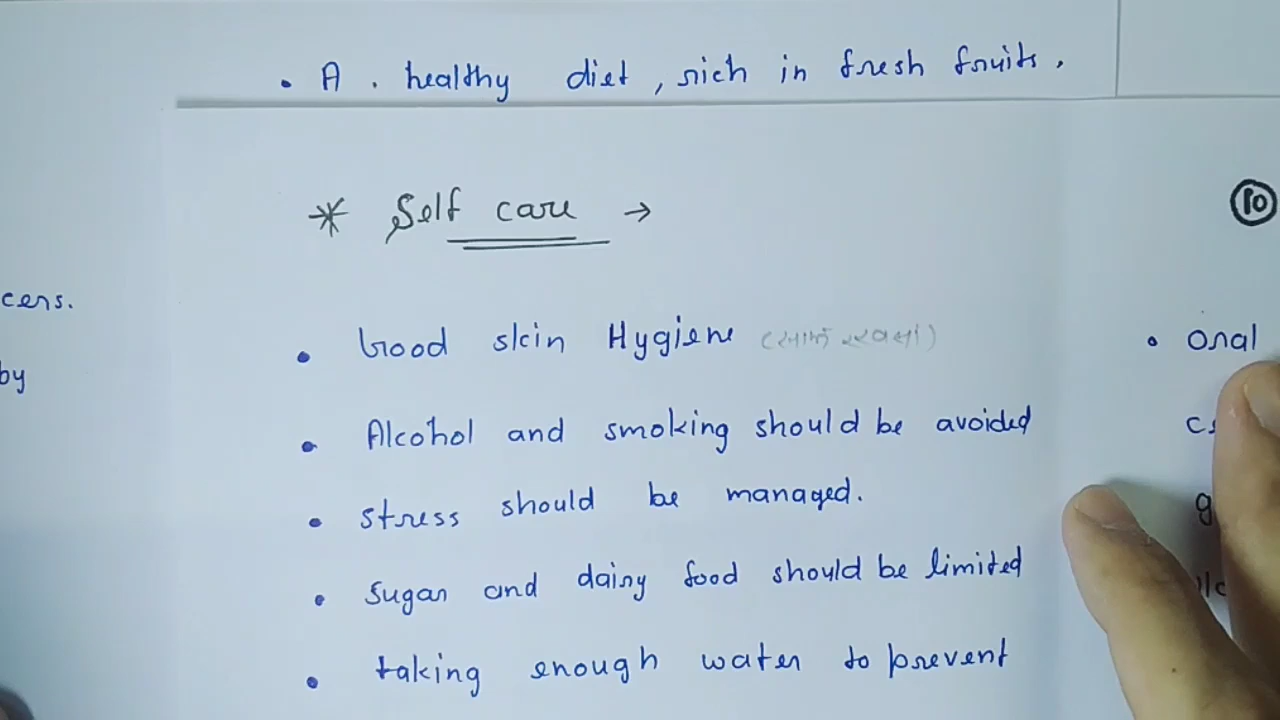 • A . healthy diet, rich in fresh fruits.
* Self care →
• Good skin Hygiene
• Alcohol and smoking should be avoided
• stress should be managed.
• sugar and dairy food should be limited
• taking enough water to prevent
cers.
by
10
• Oral